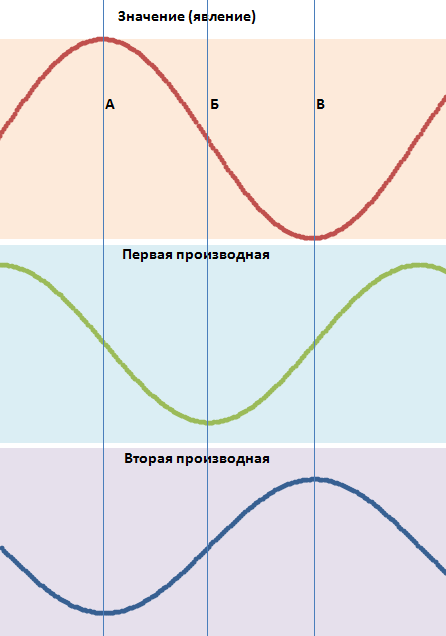 Значение (явление)
А Б В
Первая производная
Вторая производная